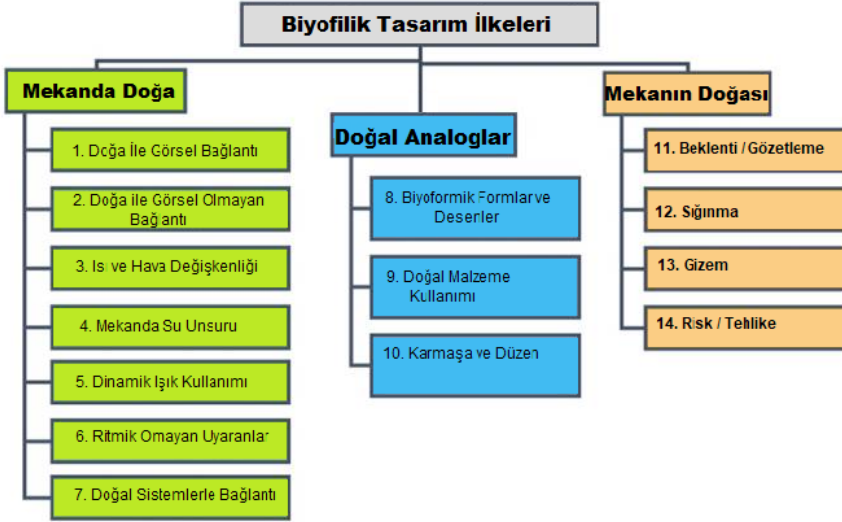 Biyofilik Tasarım İlkeleri
Mekanda Doğa
1. Doğa İle Görsel Bağlantı
2. Doğa ile Görsel Olmayan
Bağlantı
3. Isı ve Hava Değişkenliği
4. Mekanda Su Unsuru
5. Dinamik Işık Kullanımı
6. Ritmik Omayan Uyaranlar
7. Doğal Sistemlerle Bağlantı
Doğal Analoglar
8. Biyoformik Formlar ve
Desenler
9. Doğal Malzeme
Kullanımı
10. Karmaşa ve Düzen
Mekanın Doğası
11. Beklenti / Gözetleme
12. Sığınma
13. Gizem
14. Risk / Tehlike